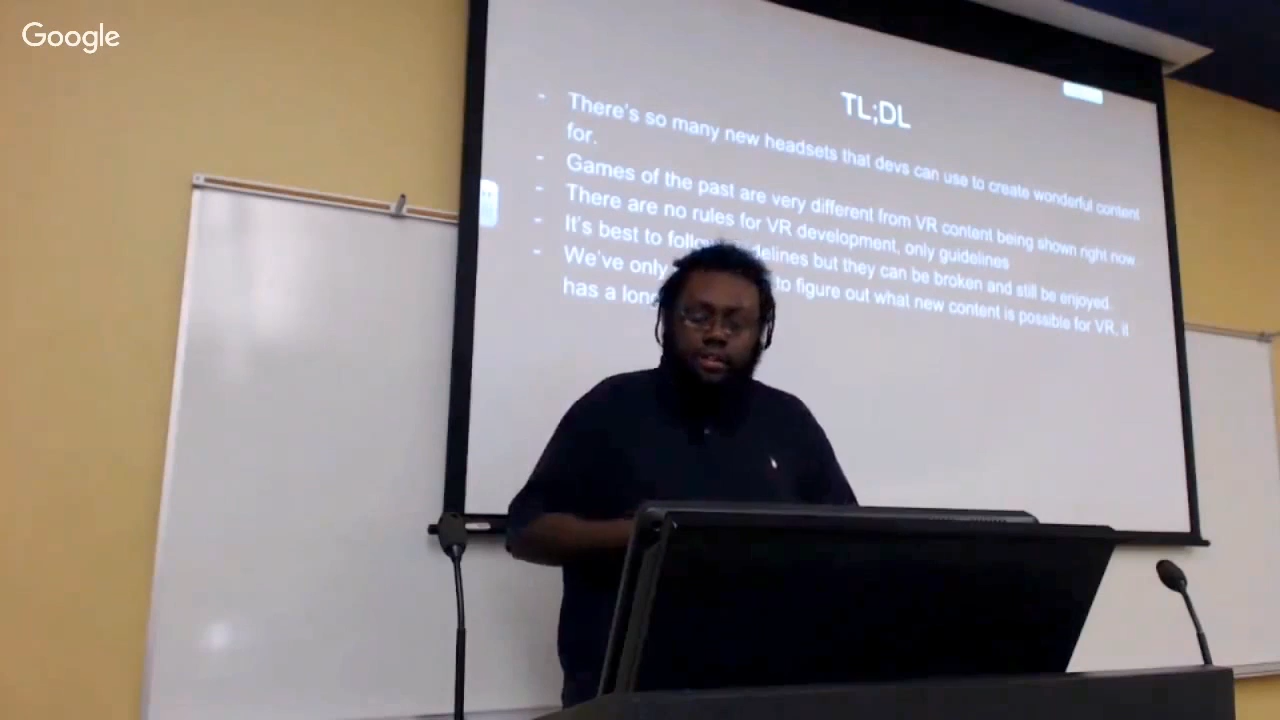 Google
TL;DL
- There's so many new headsets that devs can use to create wonderful content
for.
- Games of the past are very different from VR content being shown right now
- There are no rules for VR development, only guidelines
- It's best to delines but they can be broken and still be enjoyed.
- We've only to figure out what new content is possible for VR, it
has a